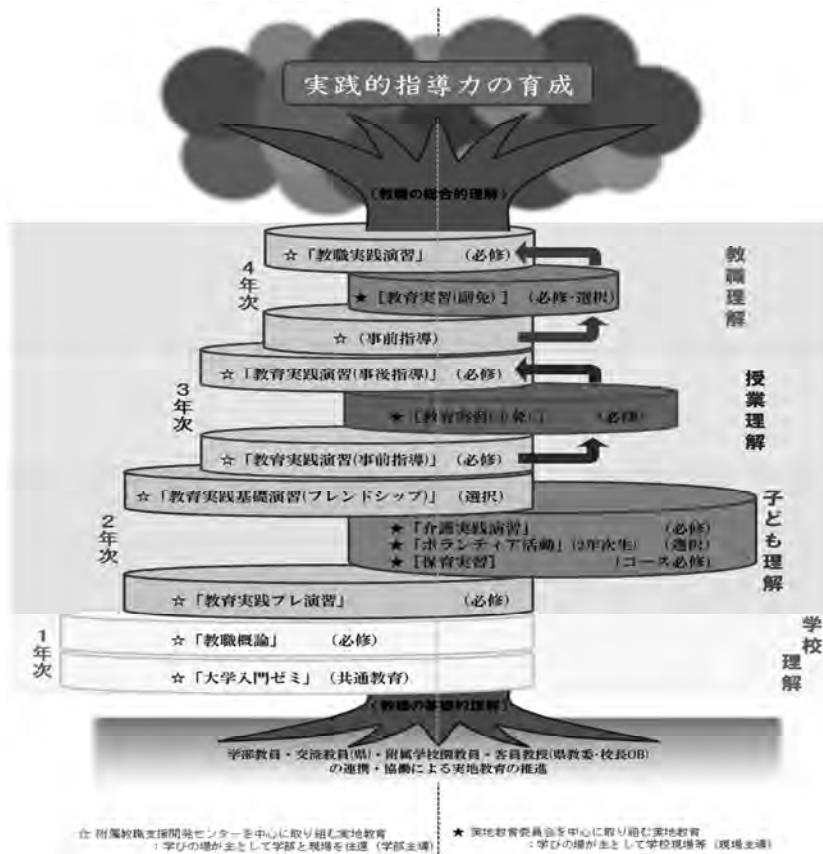 実践的指導力の育成
(教職の総合的理解)
4年次
☆「教職実践演習」 (必修)
★［教育実習(副免)］ (必修・選択)
☆ (事前指導)
教職理解
3年次
☆「教育実践演習(事後指導)」 (必修)
(必修)
☆「教育実践演習(事前指導)」 (必修)
授業理解
2年次
☆「教育実践基礎演習(フレンドシップ)」 (選択)
★「介護実践演習」 (必修)
★「ボランティア活動」(2年次生) (選択)
★［保育実習］ (コース必修)
☆「教育実践プレ演習」 (必修)
子ども理解
1年次
☆「教職概論」 (必修)
☆「大学入門ゼミ」 (共通教育)
学校理解
(教職の基礎的理解)
学部教員・交流教員(県)・附属学校園教員・客員教授(県教委・校長OB)
の連携・協働による実地教育の推進
☆ 附属教職支援開発センターを中心に取り組む実地教育
：学びの場が主として学部と現場を往還 (学部主導)
★ 実地教育委員会を中心に取り組む実地教育
：学びの場が主として学校現場等 (現場主導)